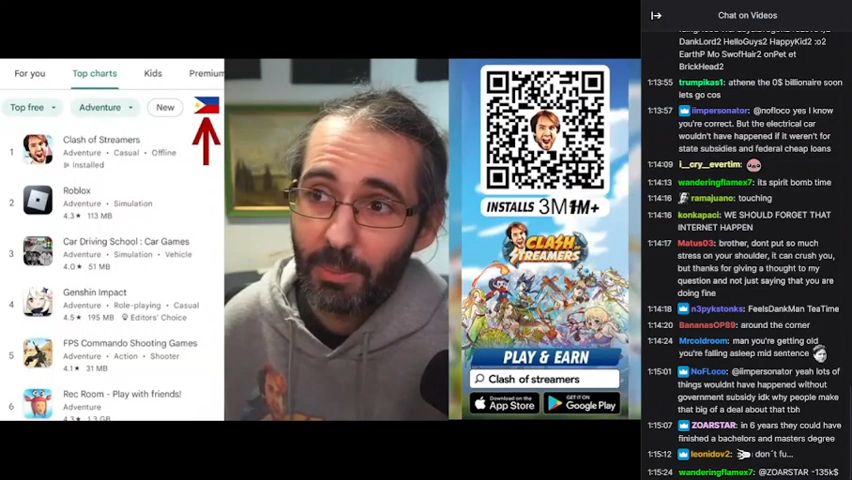 For you
Top charts
Kids
Premium
Top free
Adventure
New
1
Clash of Streamers
Adventure • Casual • Offline
Installed
2
Roblox
Adventure • Simulation
4.3★ 113 MB
3
Car Driving School : Car Games
Adventure • Simulation • Vehicle
4.0★ 51 MB
4
Genshin Impact
Adventure • Role-playing • Casual
4.5★ 195 MB Editors' Choice
5
FPS Commando Shooting Games
Adventure • Action • Shooter
4.1★ 31 MB
6
Rec Room - Play with friends!
Adventure
INSTALLS
CLASH OF
STREAMERS
PLAY & EARN
Clash of streamers
Download on the
App Store
GET IT ON
Google Play
Chat on Videos
DankLord2 HelloGuys2 HappyKid2 :o2
EarthP Mo SwofHair2 onPet et
BrickHead2
1:13:55 trumpikas1: athene the 0$ billionaire soon
lets go cos
1:13:57 iimpersonator: @nofloco yes I know
you're correct. But the electrical car
wouldn't have happened if it weren't for
state subsidies and federal cheap loans
1:14:09 i__cry_evertim:
1:14:13 wanderingflamex7: its spirit bomb time
1:14:16 ramajuano: touching
1:14:16 konkapaci: WE SHOULD FORGET THAT
INTERNET HAPPEN
1:14:17 Matus03: brother, dont put so much
stress on your shoulder, it can crush you,
but thanks for giving a thought to my
question and not just saying that you are
doing fine
1:14:18 n3pykstonks: FeelsDankMan TeaTime
1:14:20 BananasOP89: around the corner
1:14:24 Mrcoldroom: man you're getting old
you're falling asleep mid sentence
1:15:01 NoFLoco: @iimpersonator yeah lots of
things wouldnt have happened without
government subsidy idk why people make
that big of a deal about that tbh
1:15:07 ZOARSTAR: in 6 years they could have
finished a bachelors and masters degree
1:15:12 leonidov2: don´t fu...
1:15:24 wanderingflamex7: @ZOARSTAR -135k$